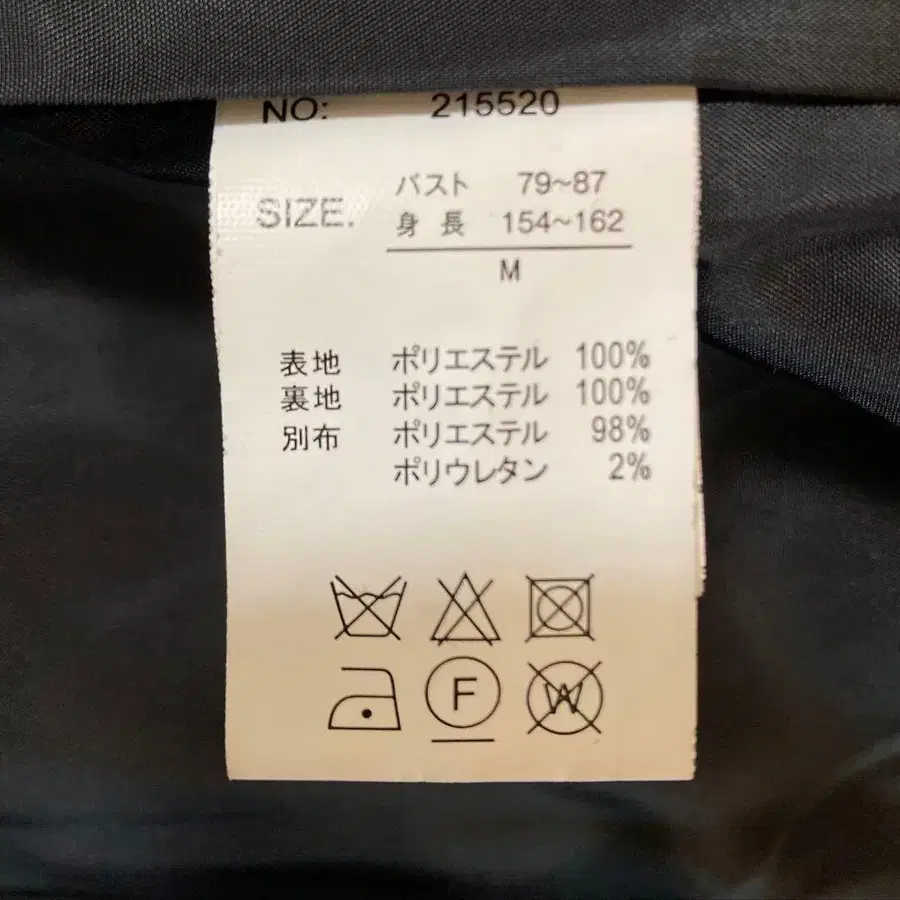 NO: 215520
バスト 79~87
SIZE. 身 長 154~162
M
表地 ポリエステル 100%
裏地 ポリエステル 100%
別布 ポリエステル 98%
ポリウレタン 2%
F W